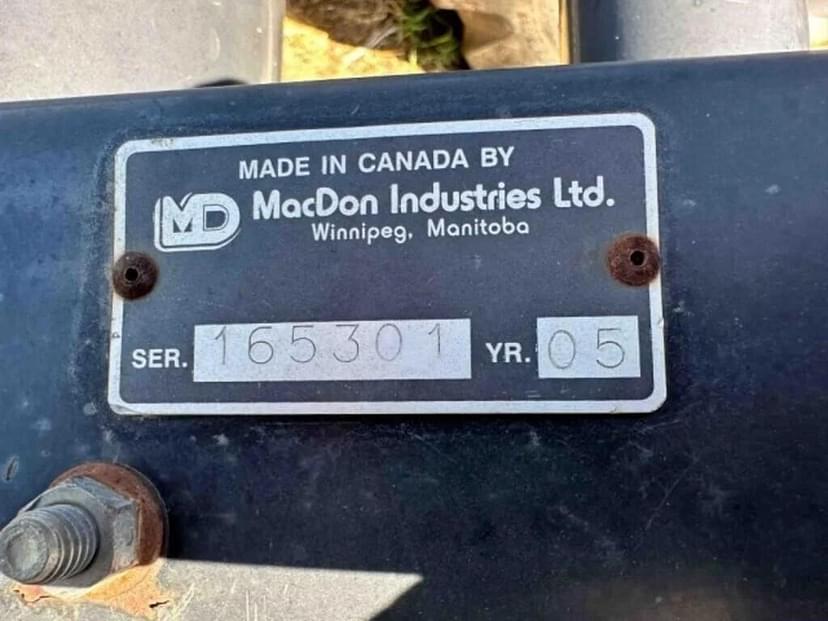 MADE IN CANADA BY
MD MacDon Industries Ltd.
Winnipeg, Manitoba
SER. 165301 YR. 05